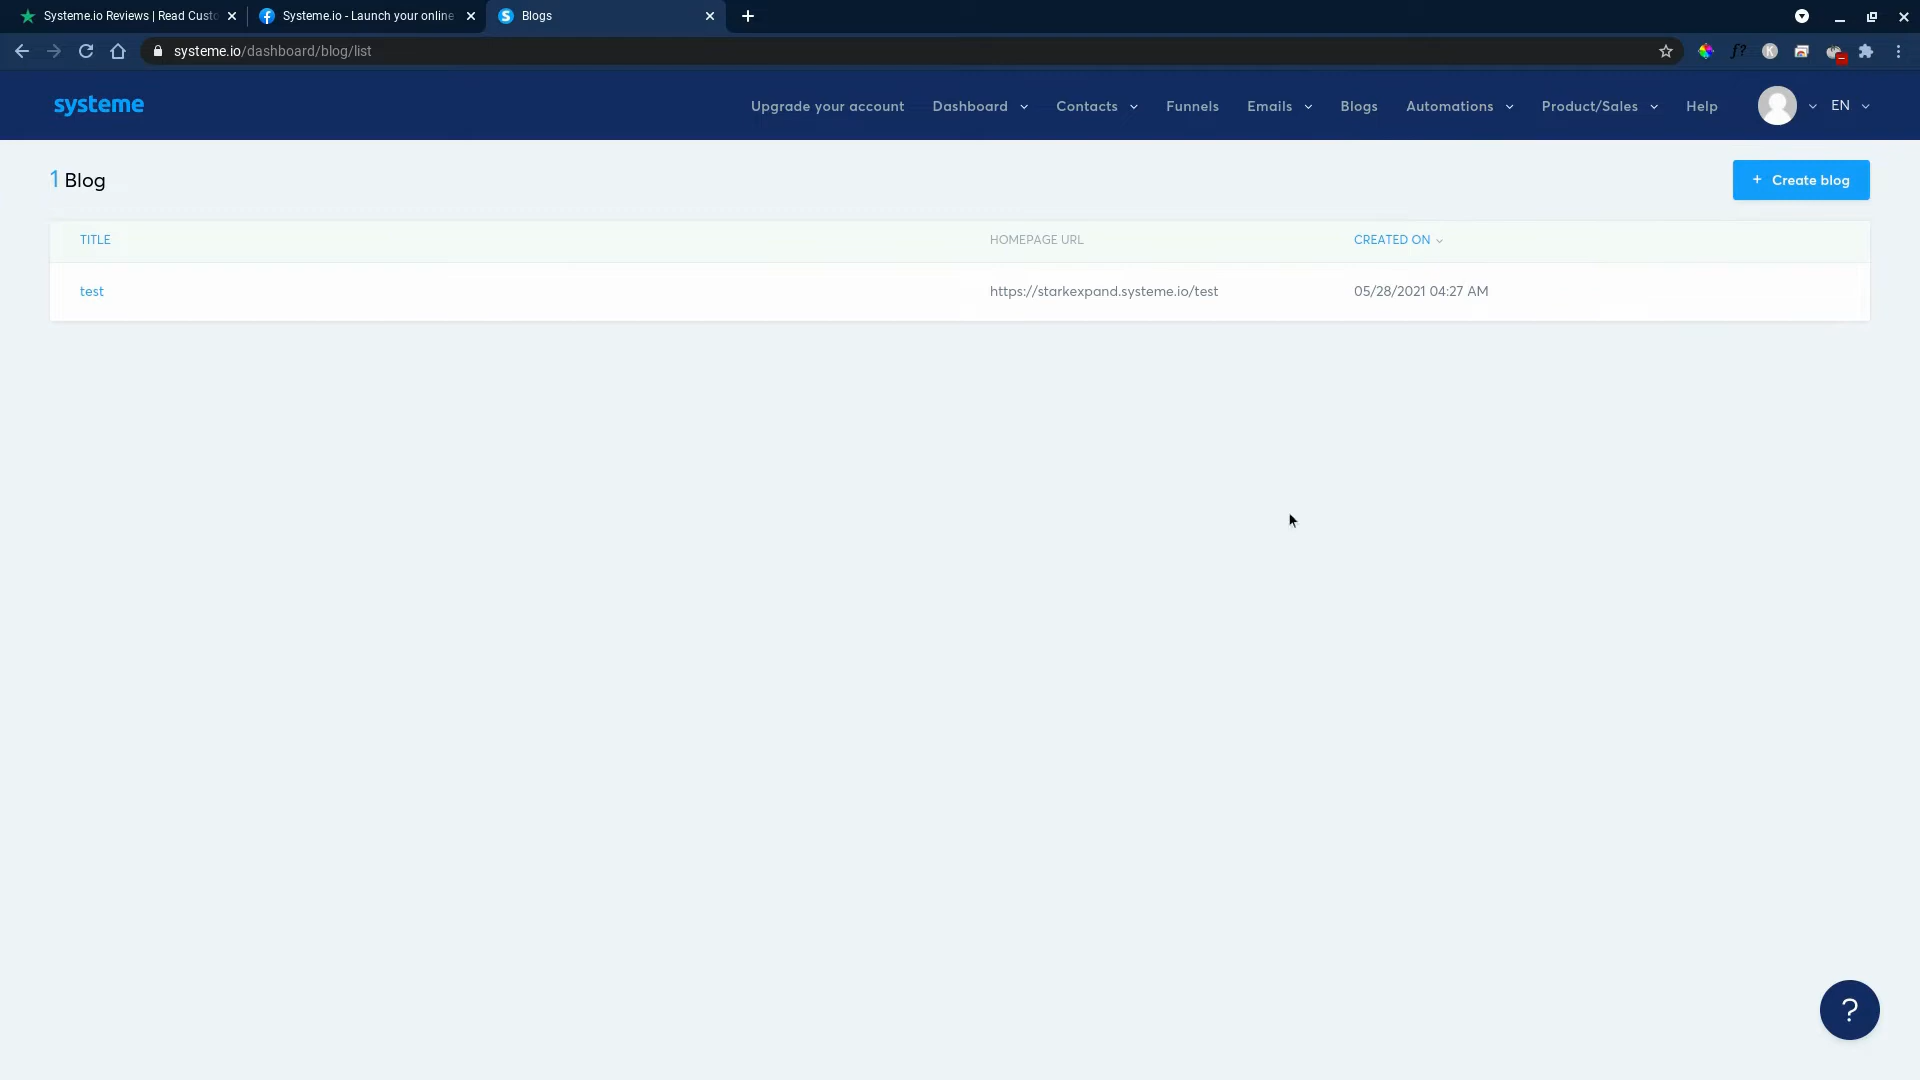 Systeme.io Reviews | Read Custo
Systeme.io - Launch your online
Blogs
systeme.io/dashboard/blog/list
systeme
Upgrade your account
Dashboard
Contacts
Funnels
Emails
Blogs
Automations
Product/Sales
Help
EN
1 Blog
+ Create blog
TITLE
HOMEPAGE URL
CREATED ON
test
https://starkexpand.systeme.io/test
05/28/2021 04:27 AM
?